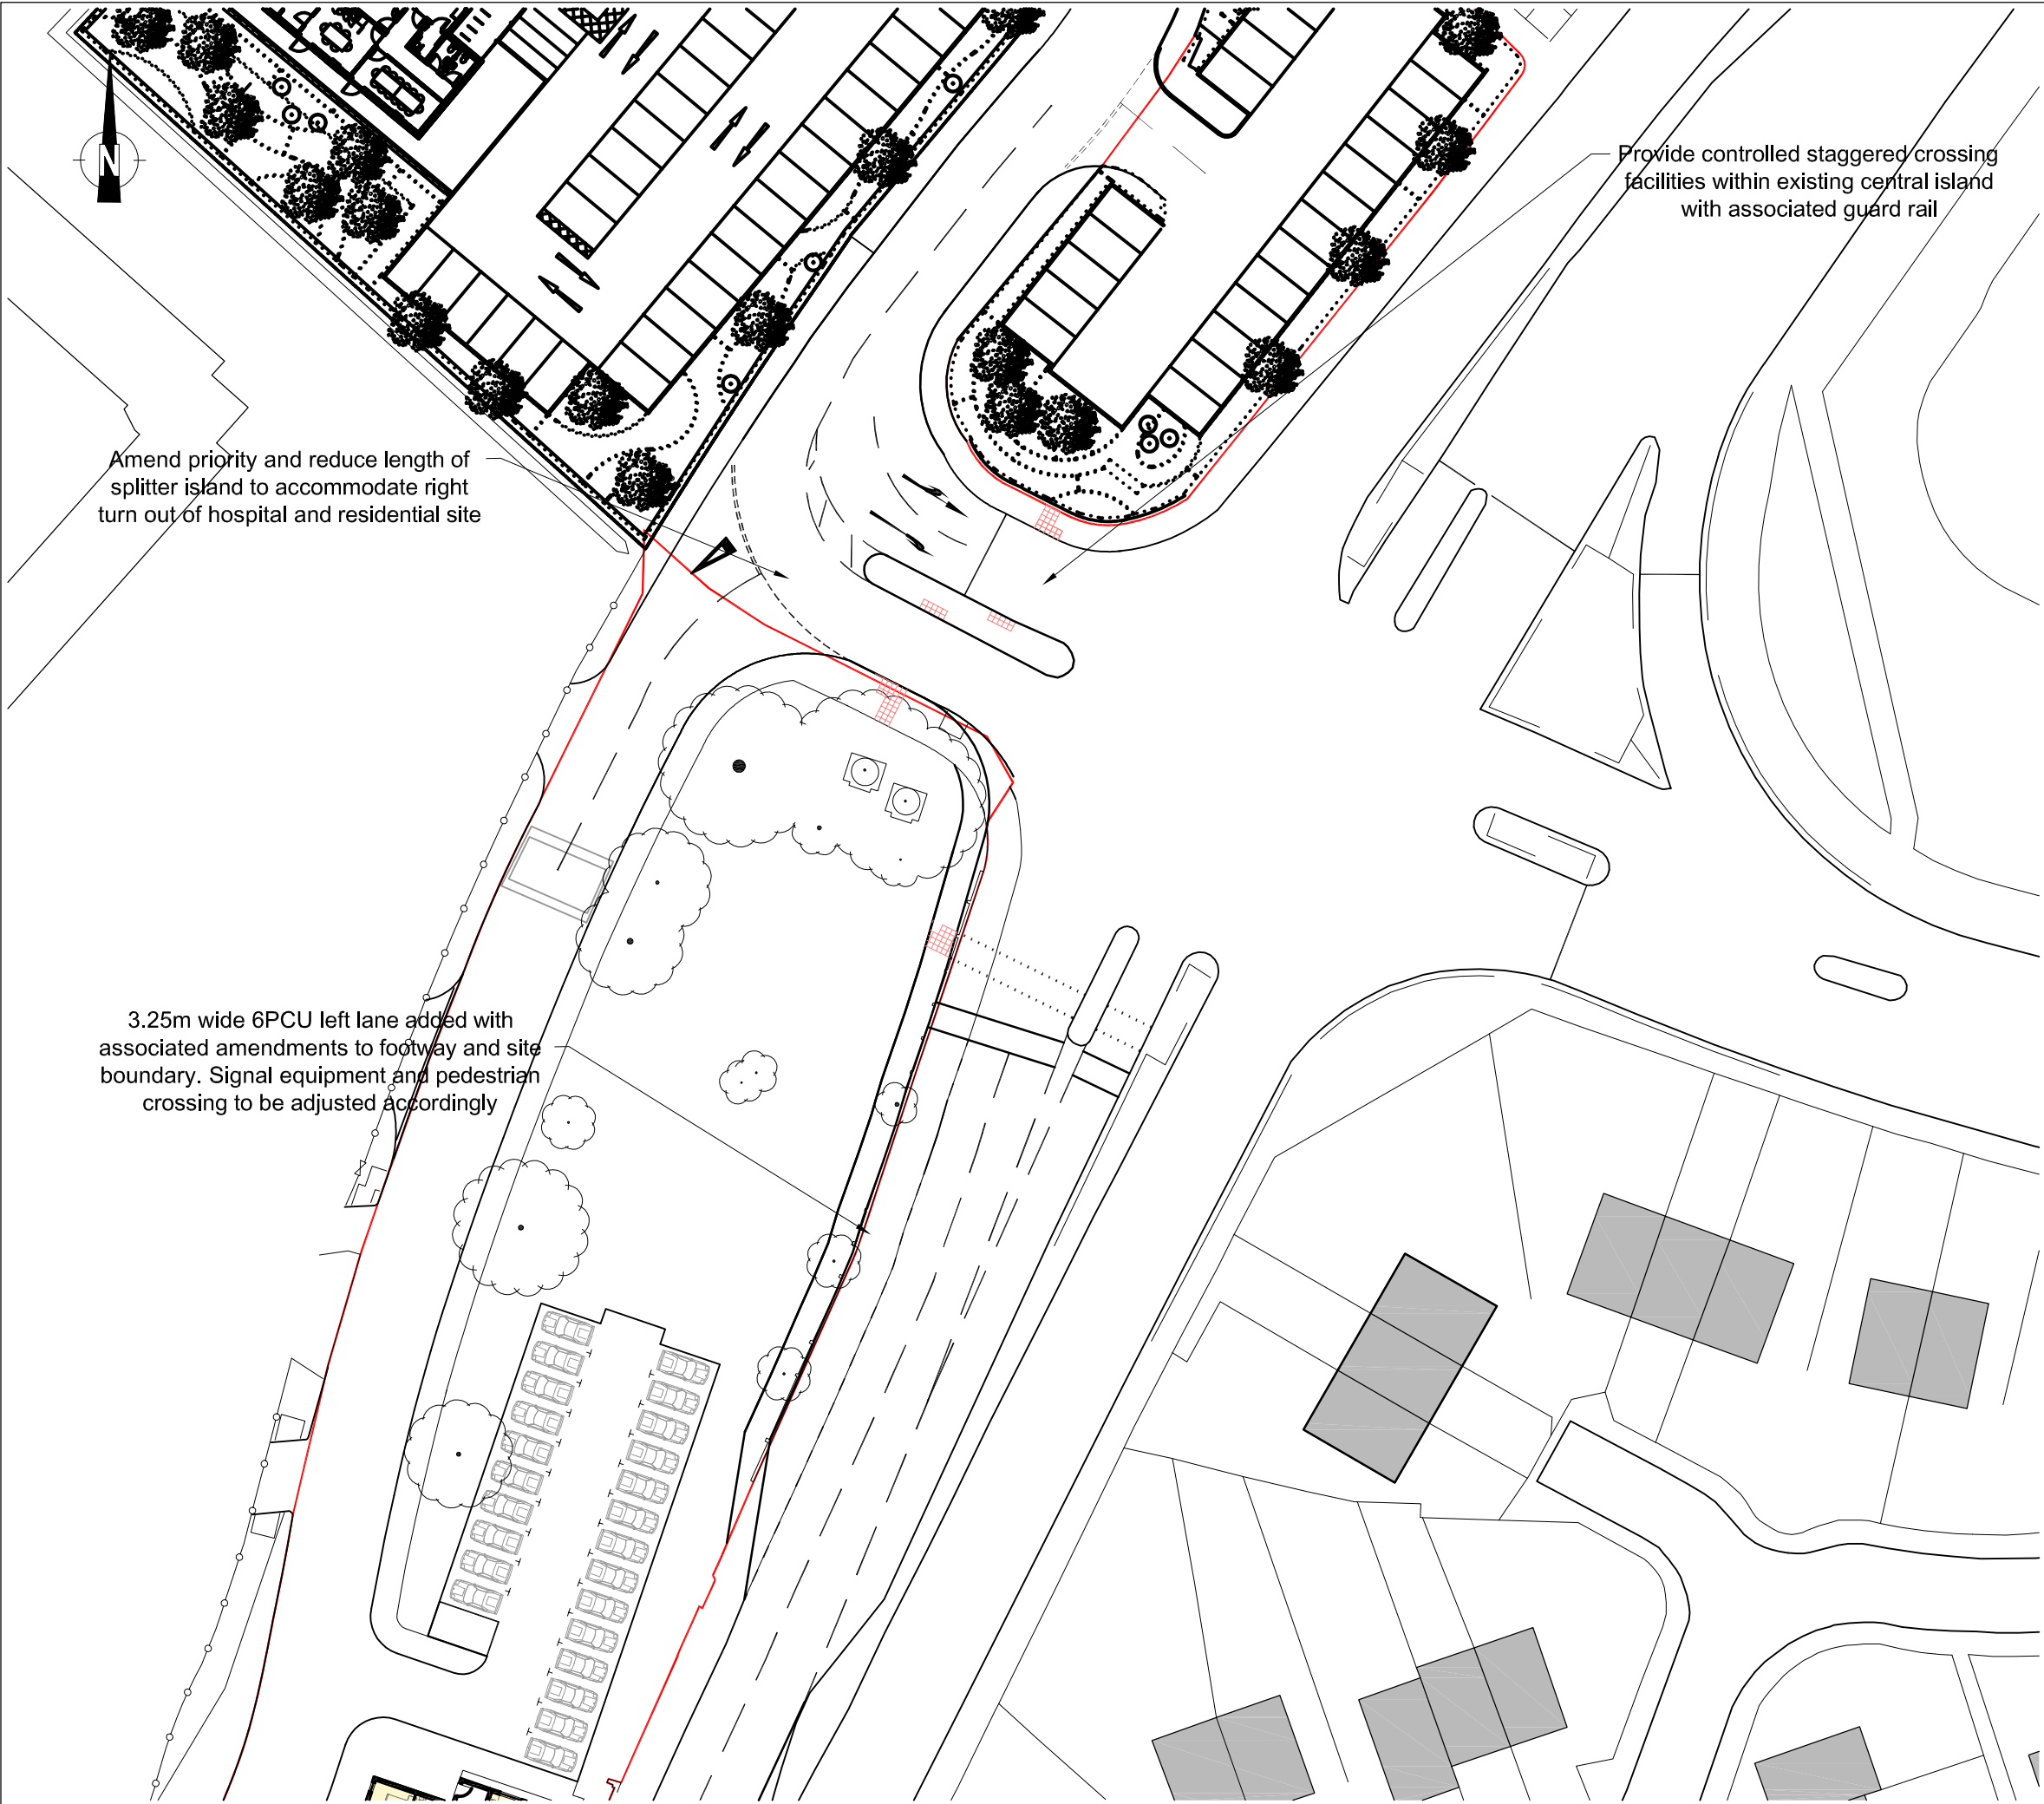 N
Provide controlled staggered crossing
facilities within existing central island
with associated guard rail
Amend priority and reduce length of
splitter island to accommodate right
turn out of hospital and residential site
3.25m wide 6PCU left lane added with
associated amendments to footway and site
boundary. Signal equipment and pedestrian
crossing to be adjusted accordingly